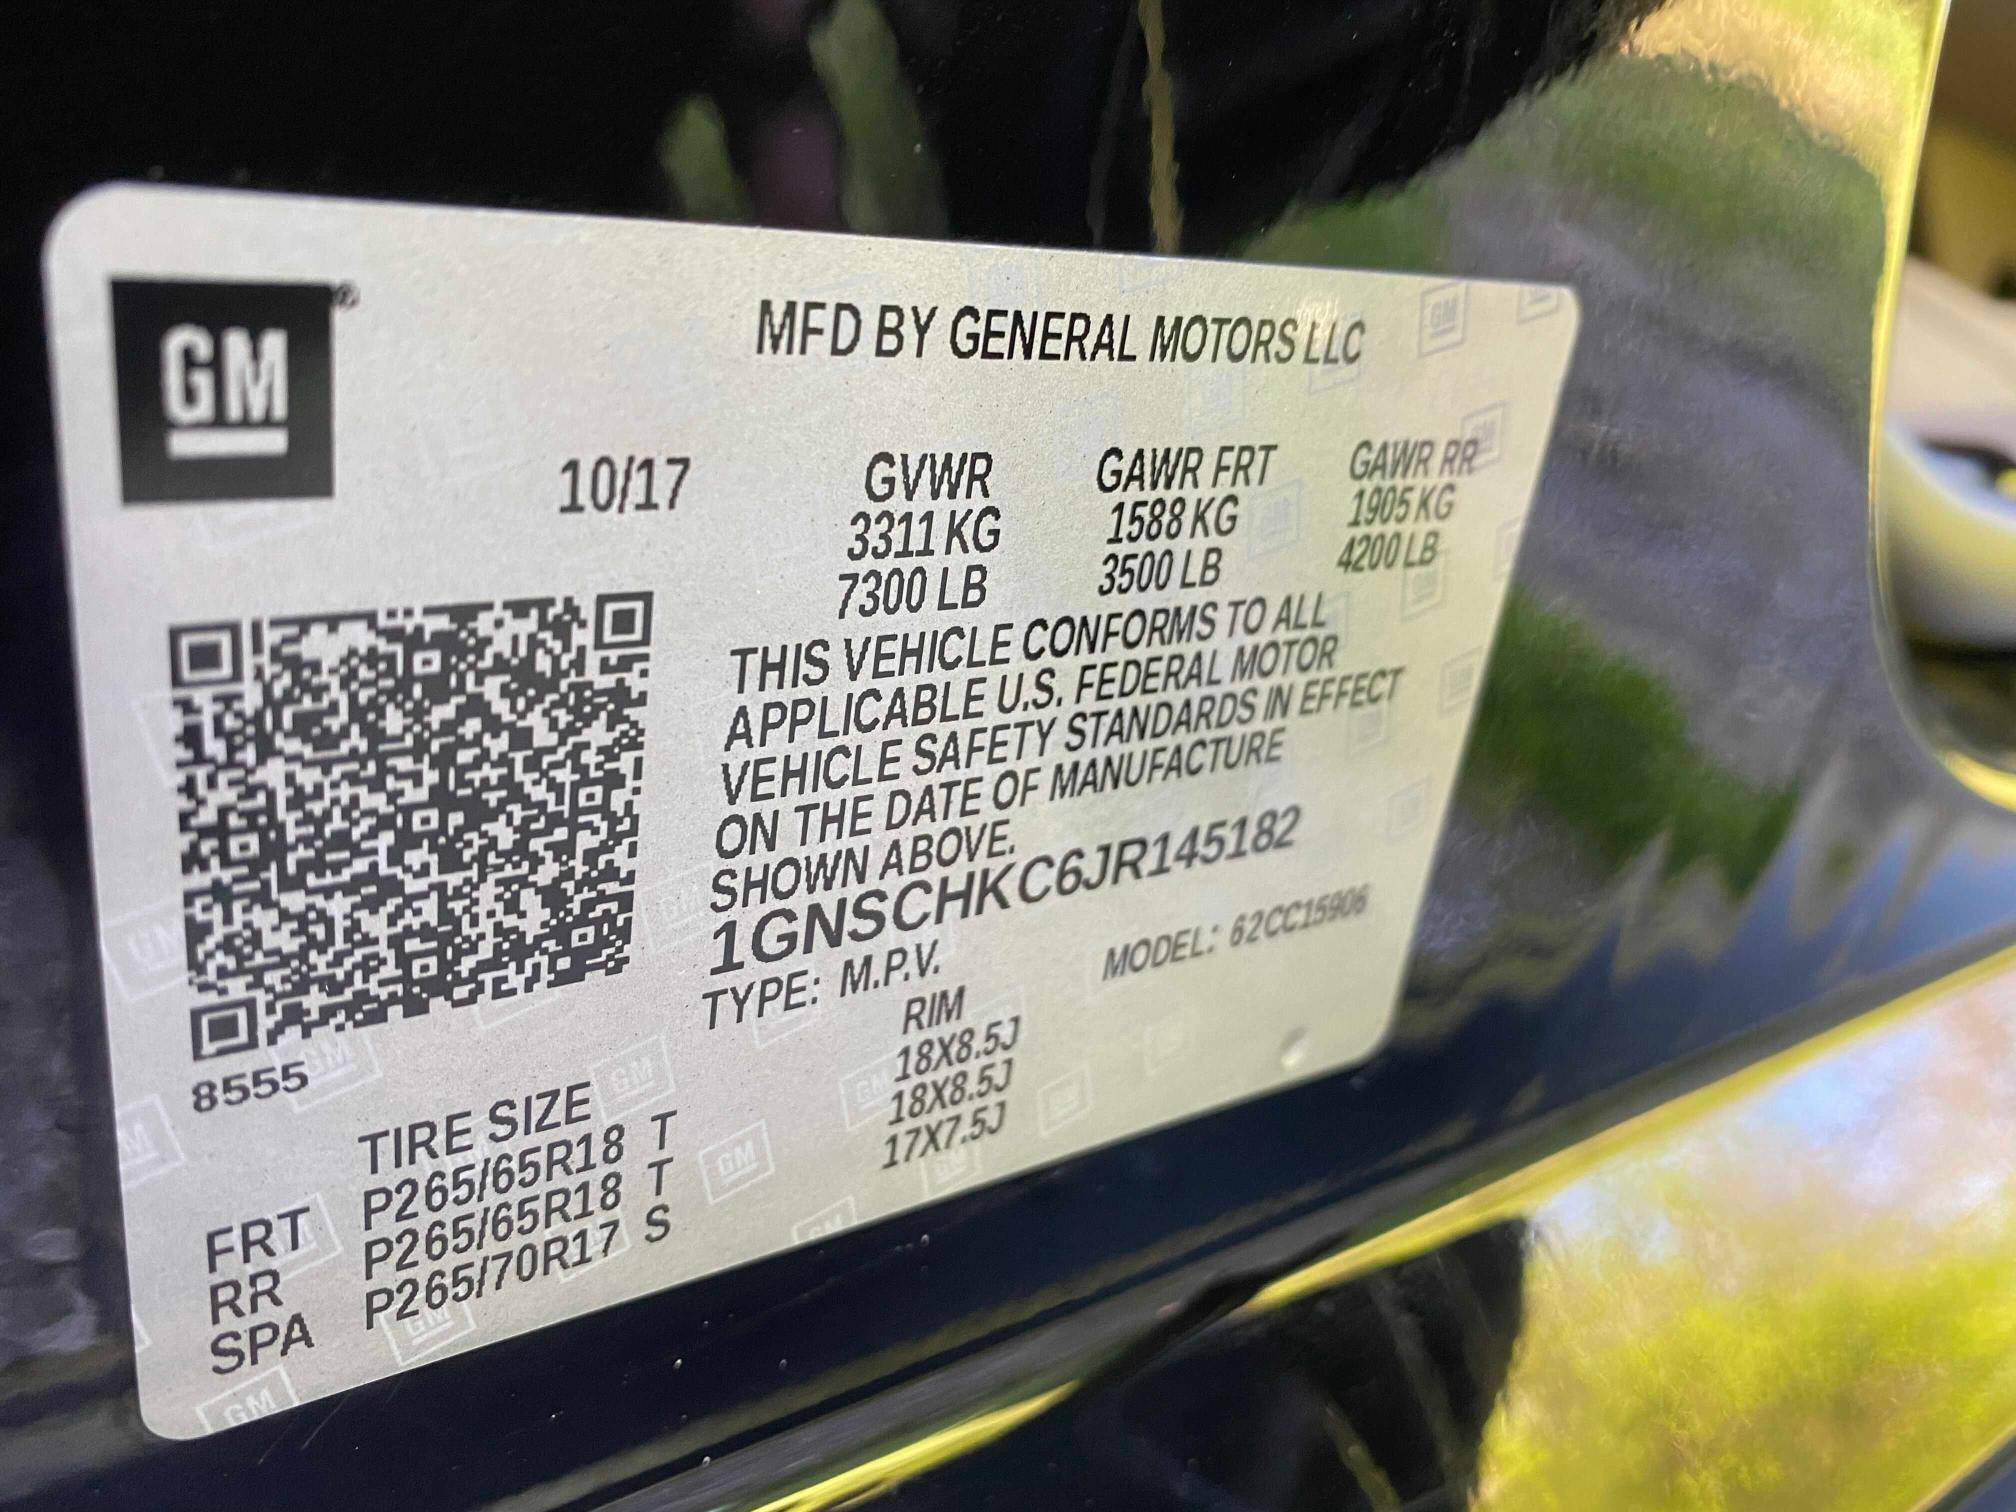 GM®
MFD BY GENERAL MOTORS LLC
10/17 GVWR GAWR FRT GAWR RR
3311 KG 1588 KG 1905 KG
7300 LB 3500 LB 4200 LB
THIS VEHICLE CONFORMS TO ALL
APPLICABLE U.S. FEDERAL MOTOR
VEHICLE SAFETY STANDARDS IN EFFECT
ON THE DATE OF MANUFACTURE
SHOWN ABOVE.
1GNSCHKC6JR145182
TYPE: M.P.V. MODEL: 62CC15906
8555
TIRE SIZE RIM
FRT P265/65R18 T 18X8.5J
RR P265/65R18 T 18X8.5J
SPA P265/70R17 S 17X7.5J